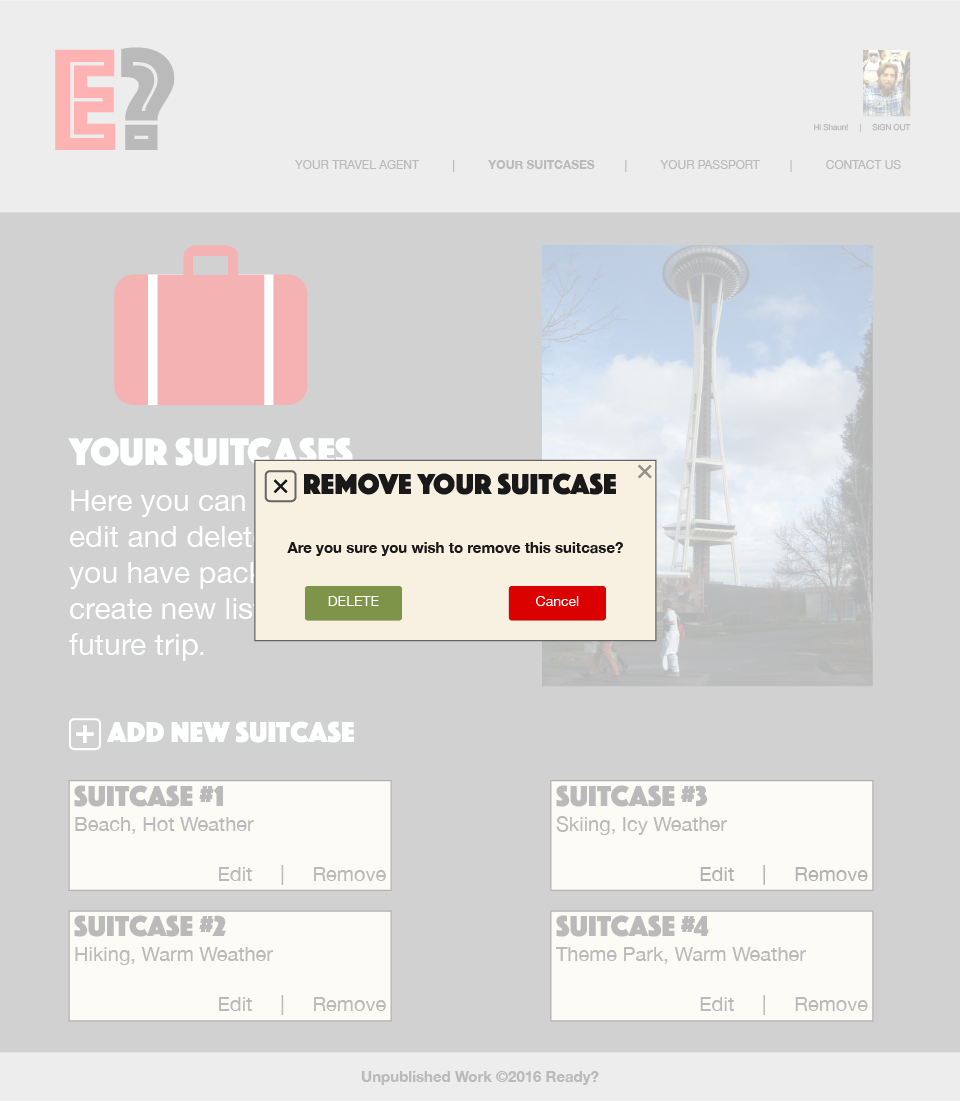 E?
Hi Shaun! | SIGN OUT
YOUR TRAVEL AGENT | YOUr SUITCASES | YOUR PASSPORT | CONTACT US
YOUR SUITCASES
Here you can
edit and delet
you have pac
create new lis
future trip.
REMOVE YOUR SUITCASE
Are you sure you wish to remove this suitcase?
DELETE Cancel
ADD NEW SUITCASE
SUITCASE #1
Beach, Hot Weather
Edit | Remove
SUITCASE #3
Skiing, Icy Weather
Edit | Remove
SUITCASE #2
Hiking, Warm Weather
Edit | Remove
SUITCASE #4
Theme Park, Warm Weather
Edit | Remove
Unpublished Work ©2016 Ready?